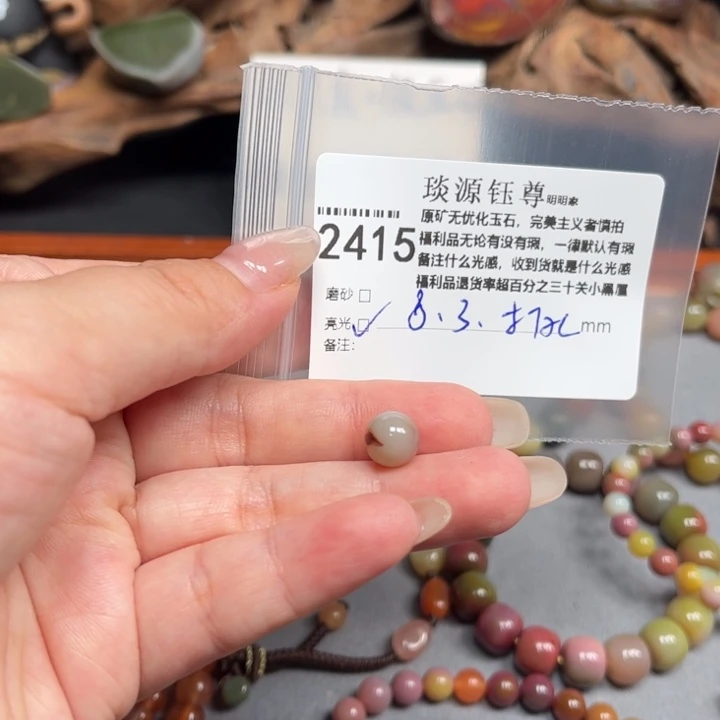 琰源钰尊 明明家
原矿无优化玉石，完美主义者慎拍
2415
福利品无论有没有瑕，一律默认有瑕
备注什么光感，收到货就是什么光感
福利品退货率超百分之三十关小黑屋
磨砂 □
亮光 □ ✓ 8.3. 打孔 mm
备注：